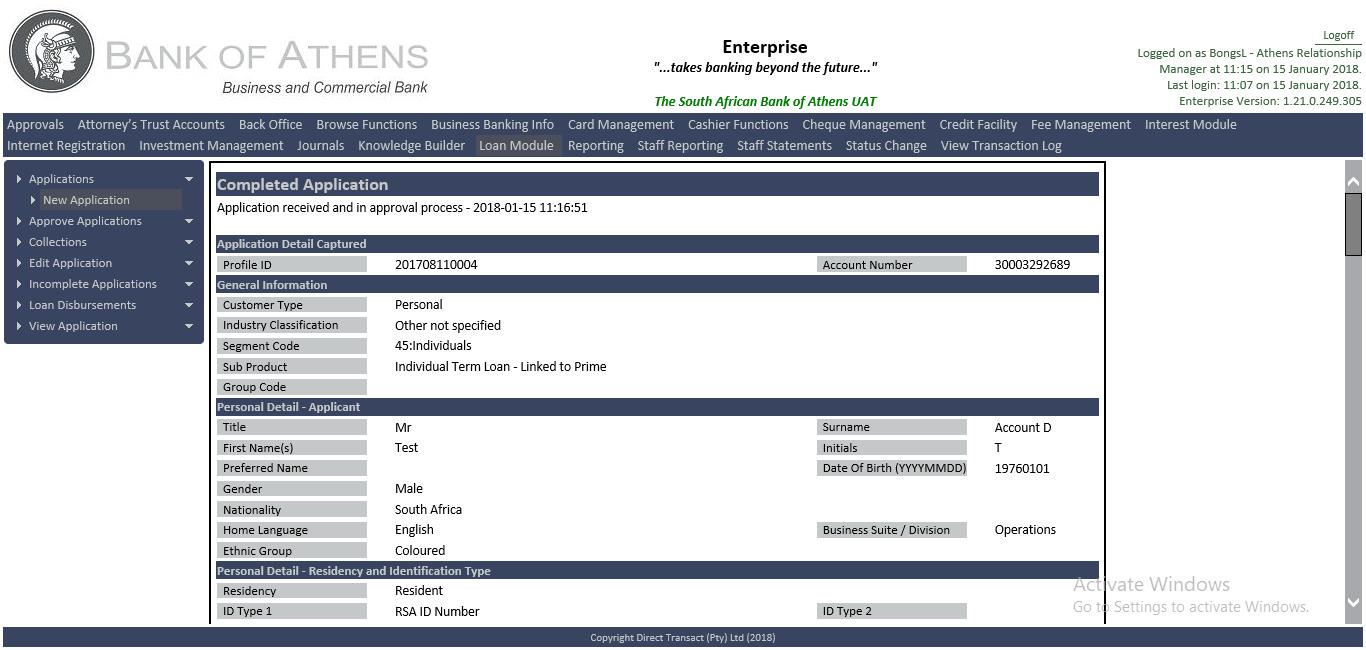 BANK OF ATHENS
Business and Commercial Bank
Enterprise
"...takes banking beyond the future..."
The South African Bank of Athens UAT
Logoff
Logged on as BongsL - Athens Relationship
Manager at 11:15 on 15 January 2018.
Last login: 11:07 on 15 January 2018.
Enterprise Version: 1.21.0.249.305
Approvals Attorney's Trust Accounts Back Office Browse Functions Business Banking Info Card Management Cashier Functions Cheque Management Credit Facility Fee Management Interest Module
Internet Registration Investment Management Journals Knowledge Builder Loan Module Reporting Staff Reporting Staff Statements Status Change View Transaction Log
Applications
New Application
Approve Applications
Collections
Edit Application
Incomplete Applications
Loan Disbursements
View Application
Completed Application
Application received and in approval process - 2018-01-15 11:16:51
Application Detail Captured
Profile ID 201708110004 Account Number 30003292689
General Information
Customer Type Personal
Industry Classification Other not specified
Segment Code 45:Individuals
Sub Product Individual Term Loan - Linked to Prime
Group Code
Personal Detail - Applicant
Title Mr Surname Account D
First Name(s) Test Initials T
Preferred Name Date Of Birth (YYYYMMDD) 19760101
Gender Male
Nationality South Africa
Home Language English Business Suite / Division Operations
Ethnic Group Coloured
Personal Detail - Residency and Identification Type
Residency Resident
ID Type 1 RSA ID Number ID Type 2
Activate Windows
Go to Settings to activate Windows.
Copyright Direct Transact (Pty) Ltd (2018)